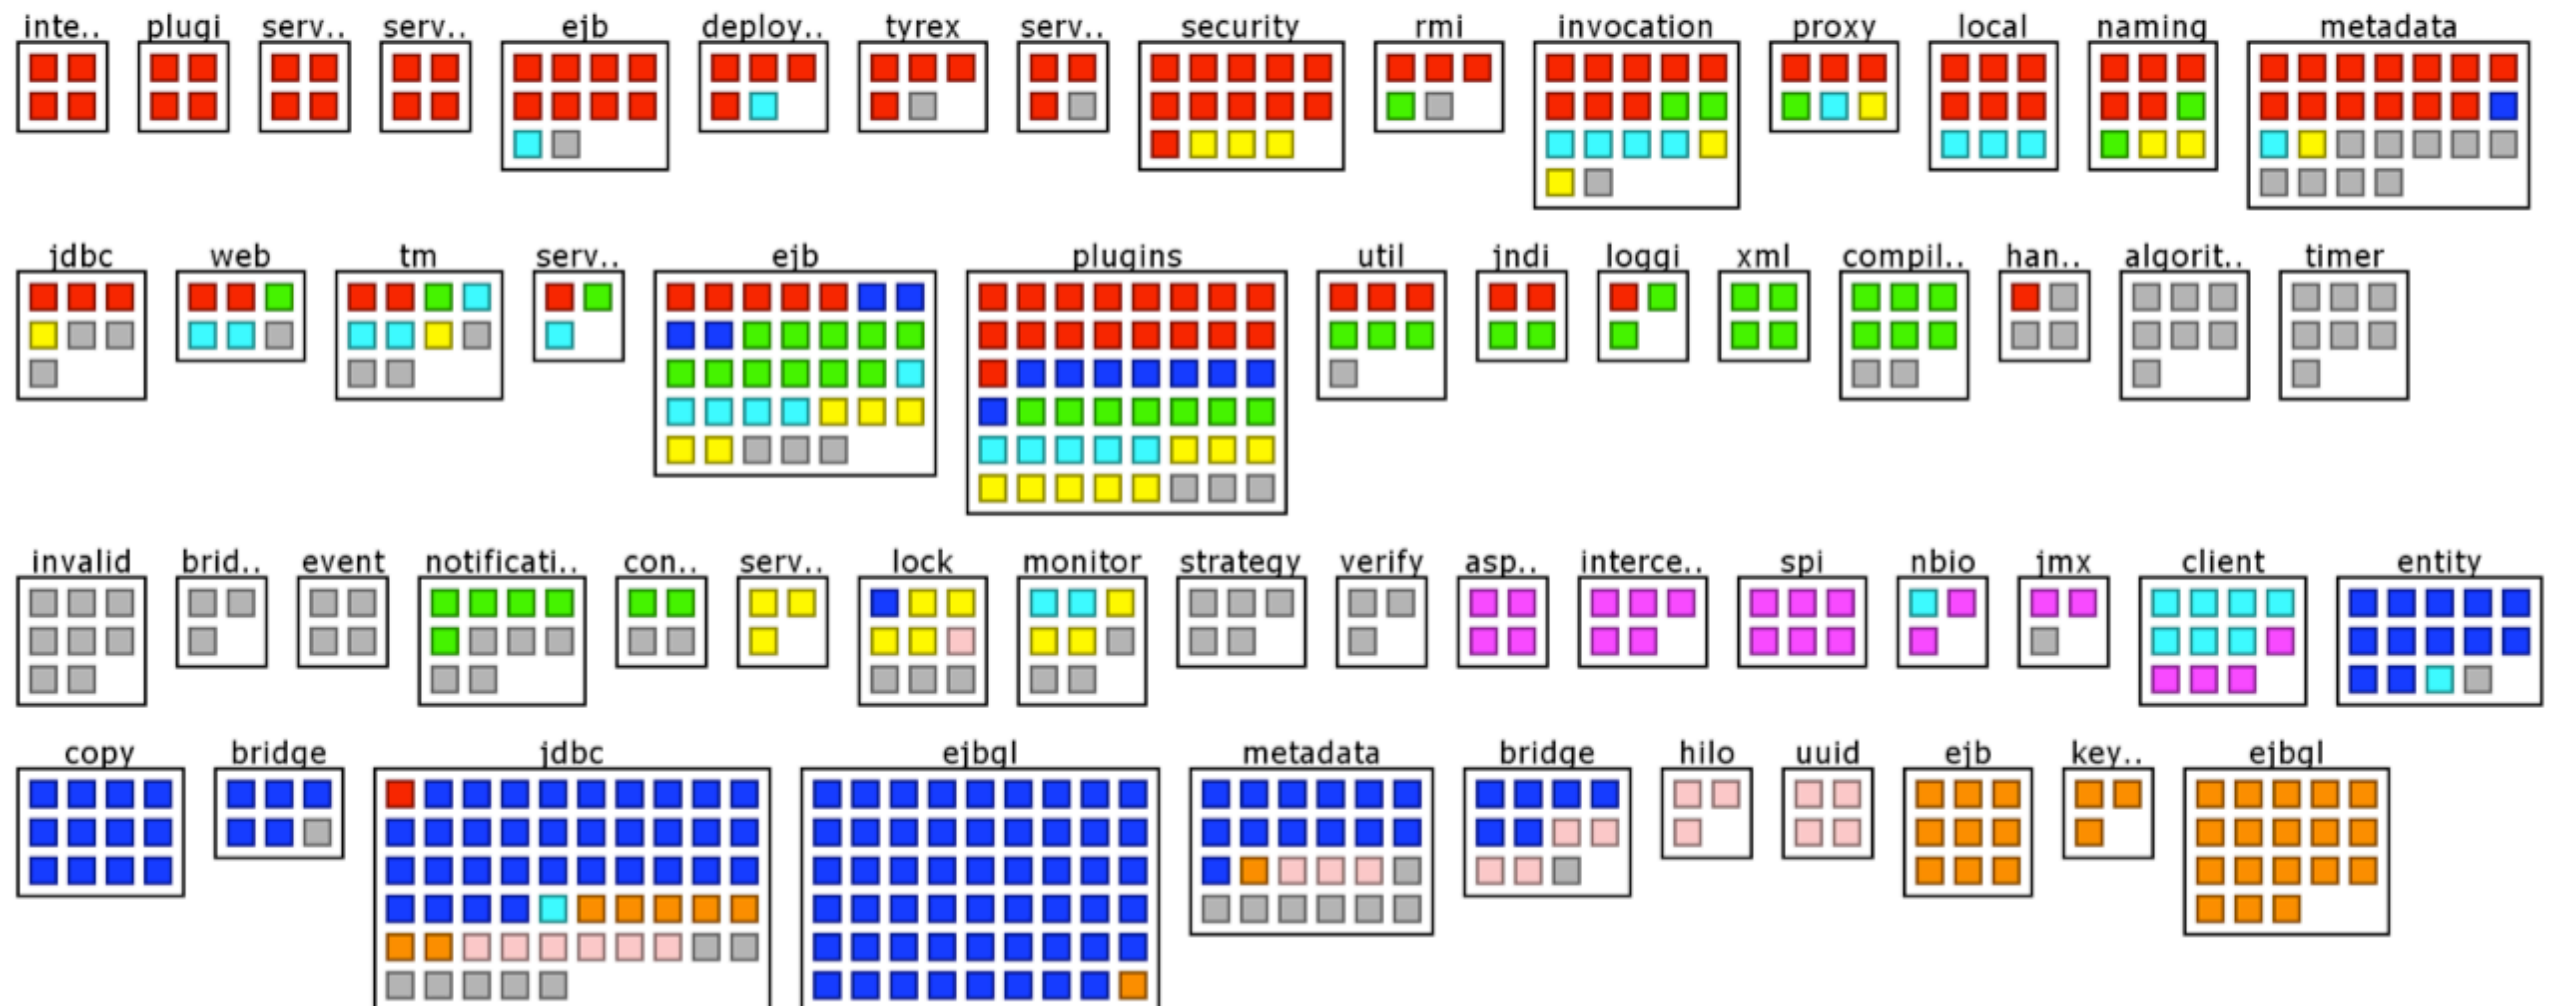 inte.. plugi serv.. serv.. ejb deploy.. tyrex serv.. security rmi invocation proxy local naming metadata
jdbc web tm serv.. ejb plugins util jndi loggi xml compil.. han.. algorit.. timer
invalid brid.. event notificati.. con.. serv.. lock monitor strategy verify asp.. interce.. spi nbio jmx client entity
copy bridge jdbc ejbql metadata bridge hilo uuid ejb key.. ejbql